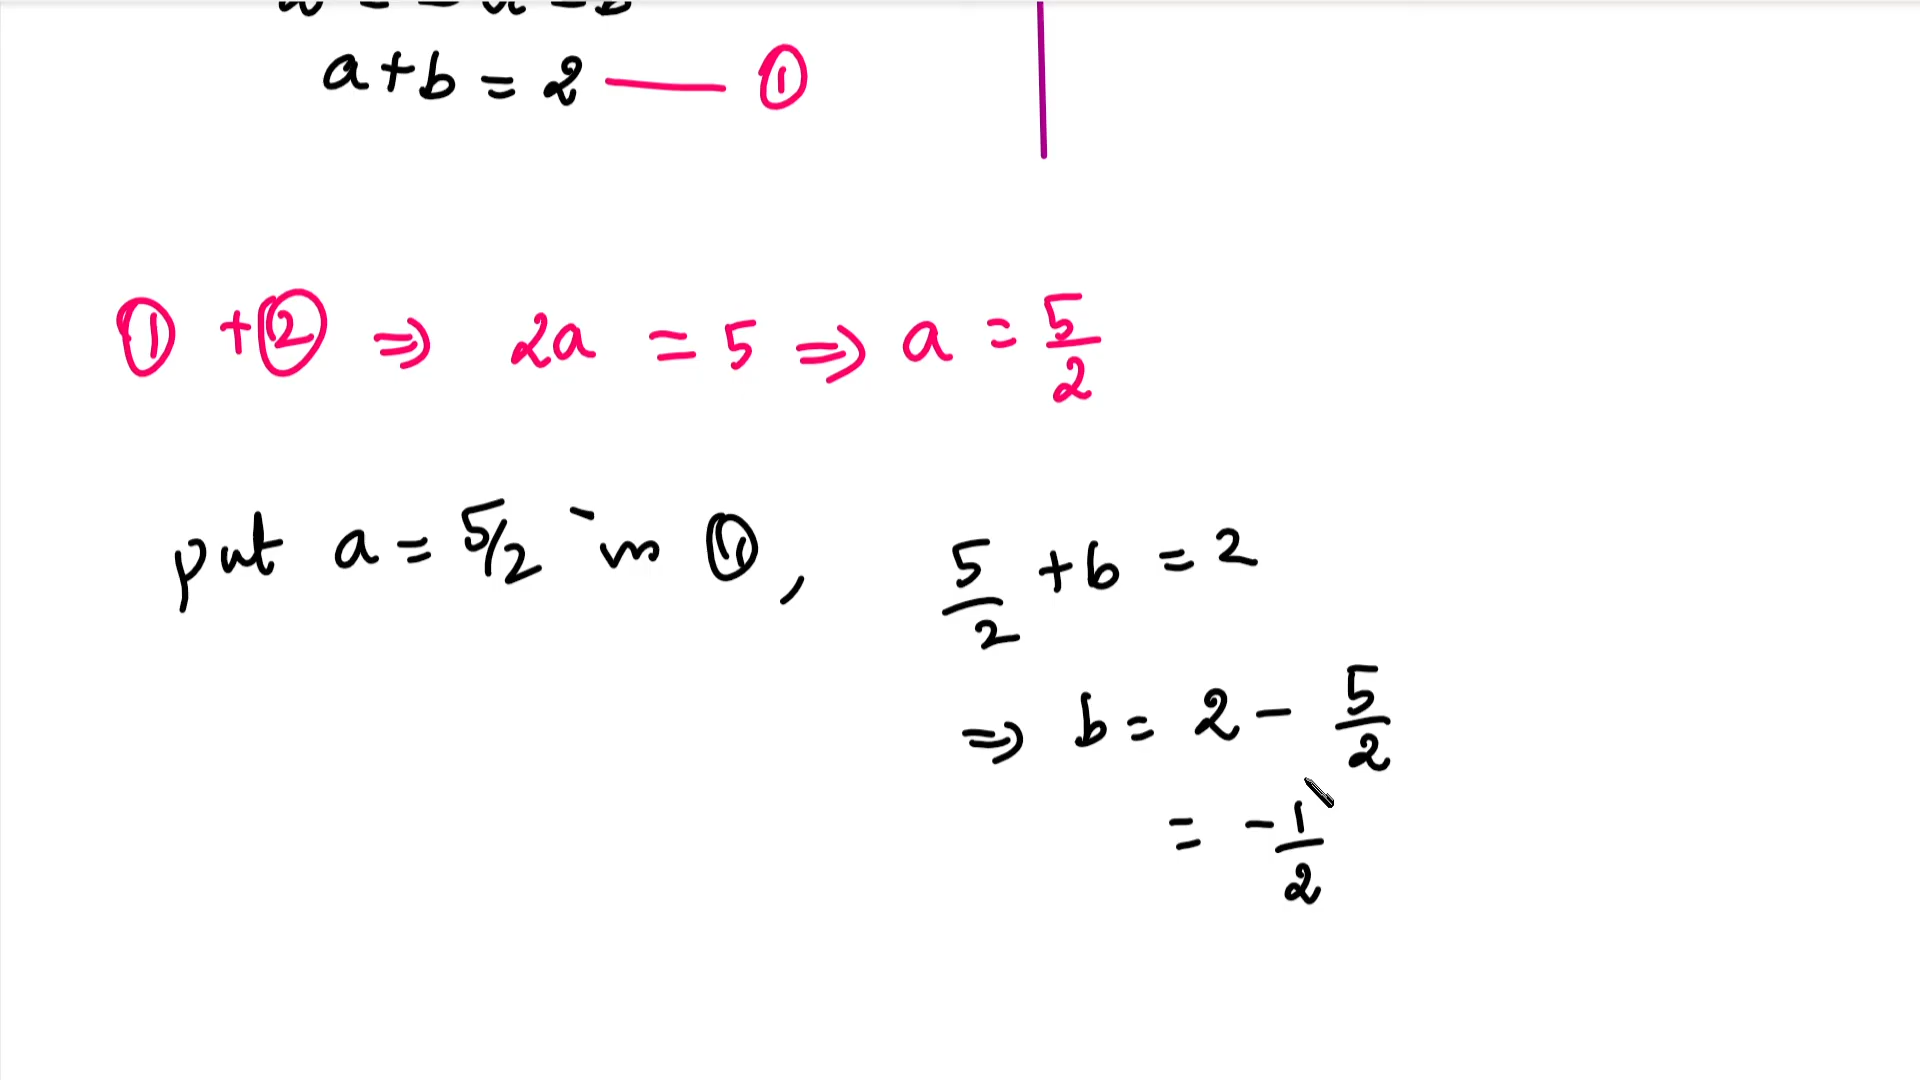 a+b = 2 —— ①
① + ② ⇒ 2a = 5 ⇒ a = 5/2
put a = 5/2 in ①, 5/2 + b = 2
⇒ b = 2 - 5/2
= -1/2